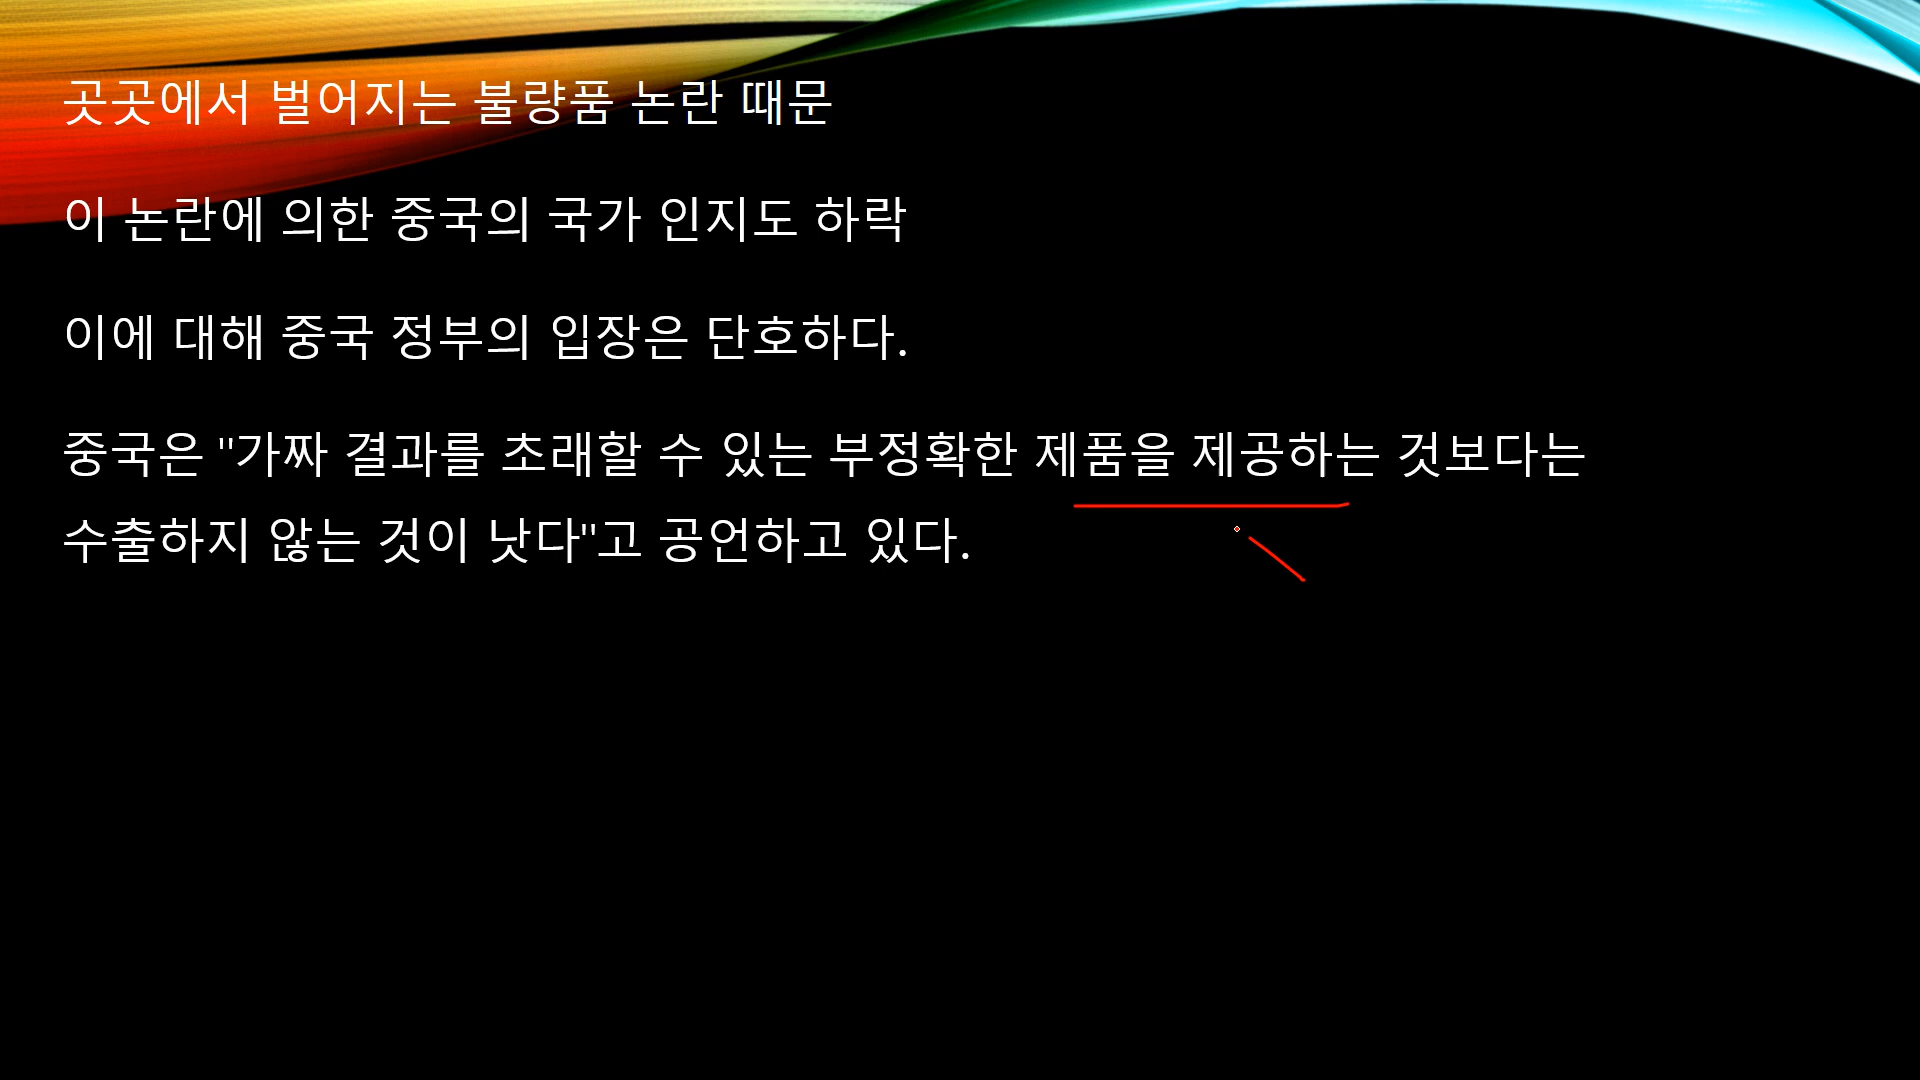 곳곳에서 벌어지는 불량품 논란 때문
이 논란에 의한 중국의 국가 인지도 하락
이에 대해 중국 정부의 입장은 단호하다.
중국은 "가짜 결과를 초래할 수 있는 부정확한 제품을 제공하는 것보다는
수출하지 않는 것이 낫다"고 공언하고 있다.